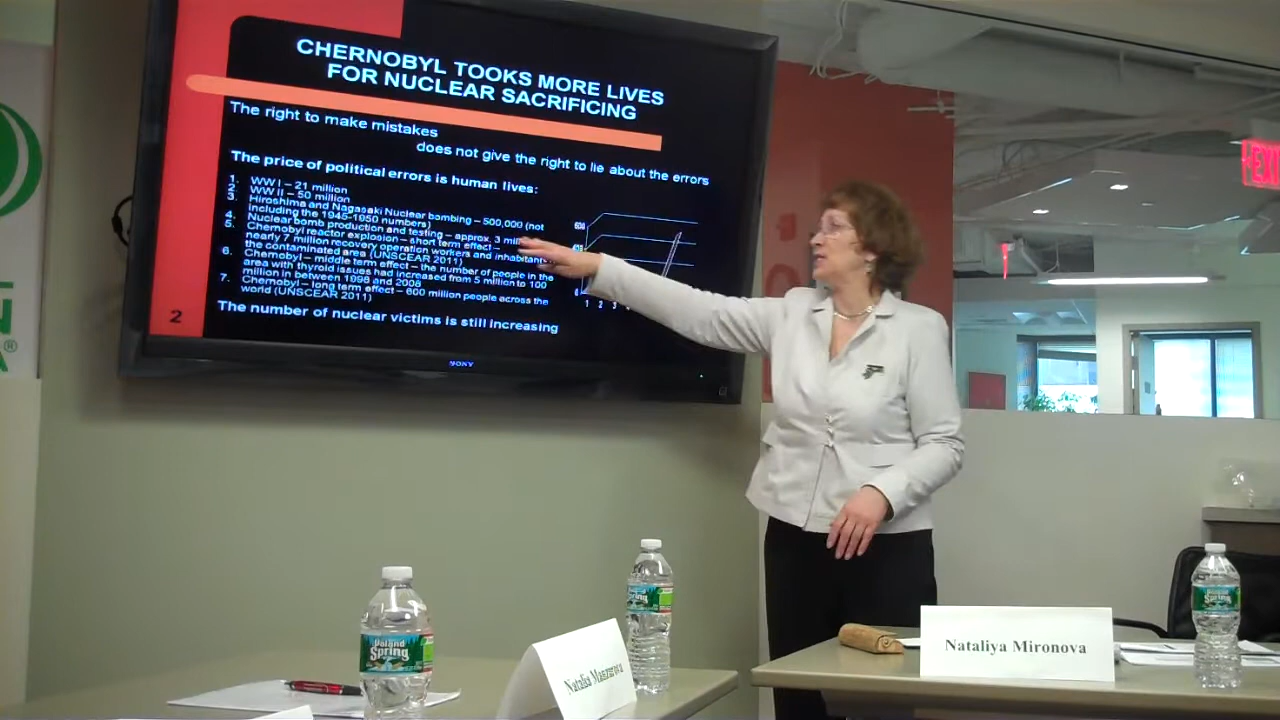 CHERNOBYL TOOKS MORE LIVES
FOR NUCLEAR SACRIFICING
The right to make mistakes
does not give the right to lie about the errors
The price of political errors is human lives:
1. WW I – 21 million
2. WW II – 50 million
3. Hiroshima and Nagasaki Nuclear bombing – 500,000 (not
including the 1945-1950 numbers)
4. Nuclear bomb production and testing – approx. 3
5. Chernobyl reactor explosion – short term effect –
nearly 7 million recovery operation workers and inhabitants
the contaminated area (UNSCEAR 2011)
6. Chernobyl – middle term effect – the number of people in the
area with thyroid issues had increased from 5 million to 100
million in between 1998 and 2008
7. Chernobyl – long term effect – 600 million people across the
world (UNSCEAR 2011)
The number of nuclear victims is still increasing
600
1 2 3
2
SONY
N
A®
EXI
Poland
Spring
Spring
Spring
Natalia
Nataliya Mironova